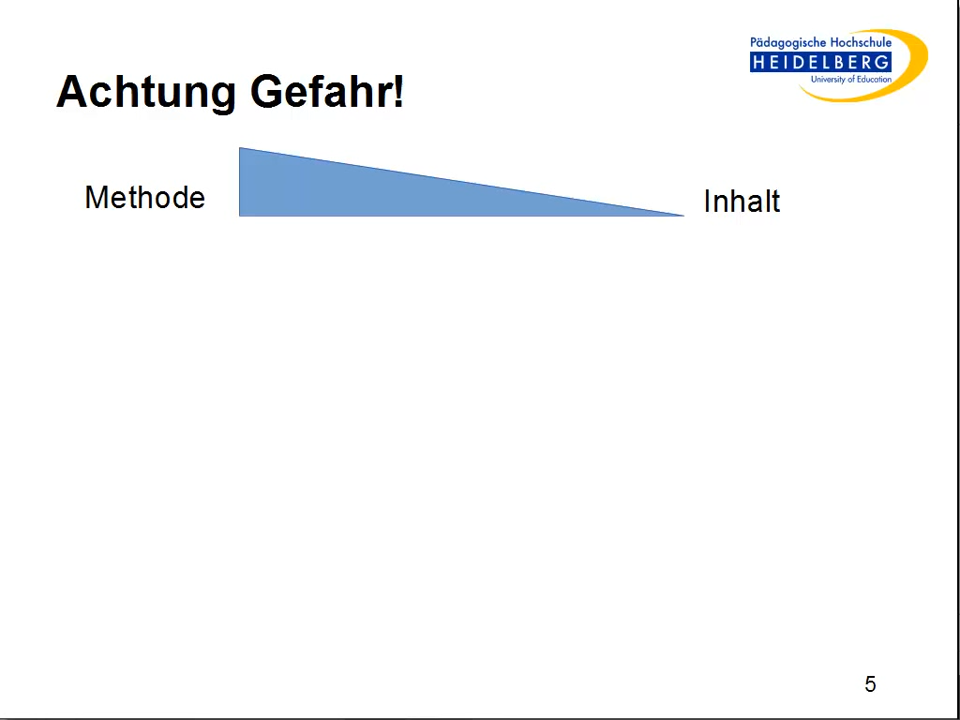 Pädagogische Hochschule
HEIDELBERG
University of Education
Achtung Gefahr!
Methode
Inhalt
5